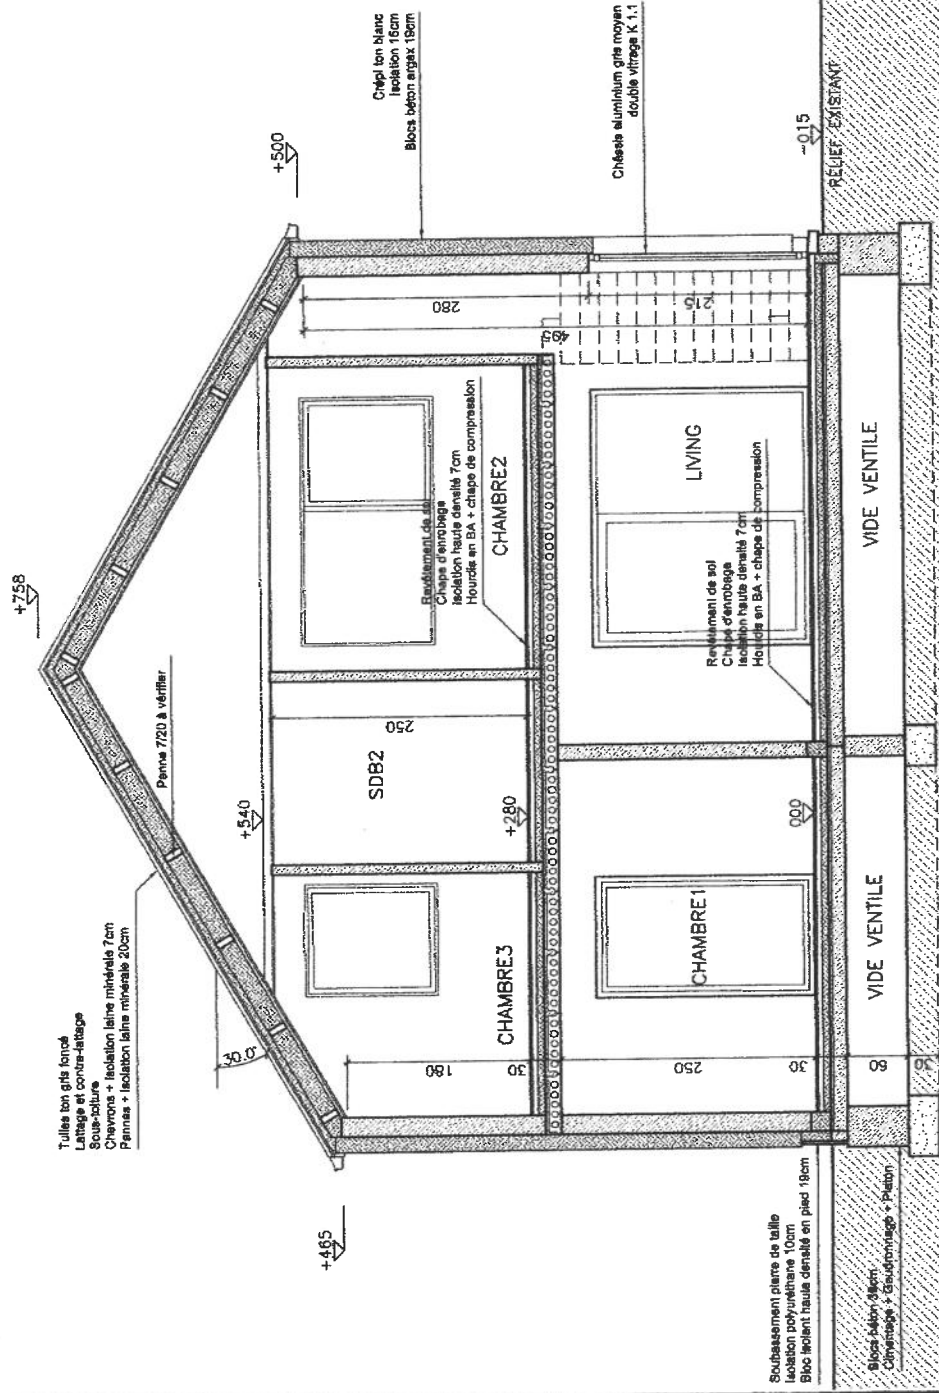 Tuiles ton gris foncé
Lattage et contre-lattage
Sous-toiture
Chevrons + Isolation laine minérale 7cm
Pannes + Isolation laine minérale 20cm
Panne 7/20 à vérifier
+758
+500
Crépi ton blanc
Isolation 16cm
Blocs béton argex 19cm
Châssis aluminium gris moyen
double vitrage K 1.1
-015
RELIEF EXISTANT
30.0°
+540
+465
280
495
215
CHAMBRE3
SDB2
250
+280
CHAMBRE2
Revêtement de sol
Chape d'enrobage
Isolation haute densité 7cm
Hourdis en BA + chape de compression
180
30
250
30
60
30
CHAMBRE1
000
LIVING
Revêtement de sol
Chape d'enrobage
Isolation haute densité 7cm
Hourdis en BA + chape de compression
VIDE VENTILE
VIDE VENTILE
Soubassement pierre de taille
Isolation polyuréthane 10cm
Bloc isolant haute densité en pied 19cm
Blocs béton 39cm
Cimentage + Goudronnage + Platon